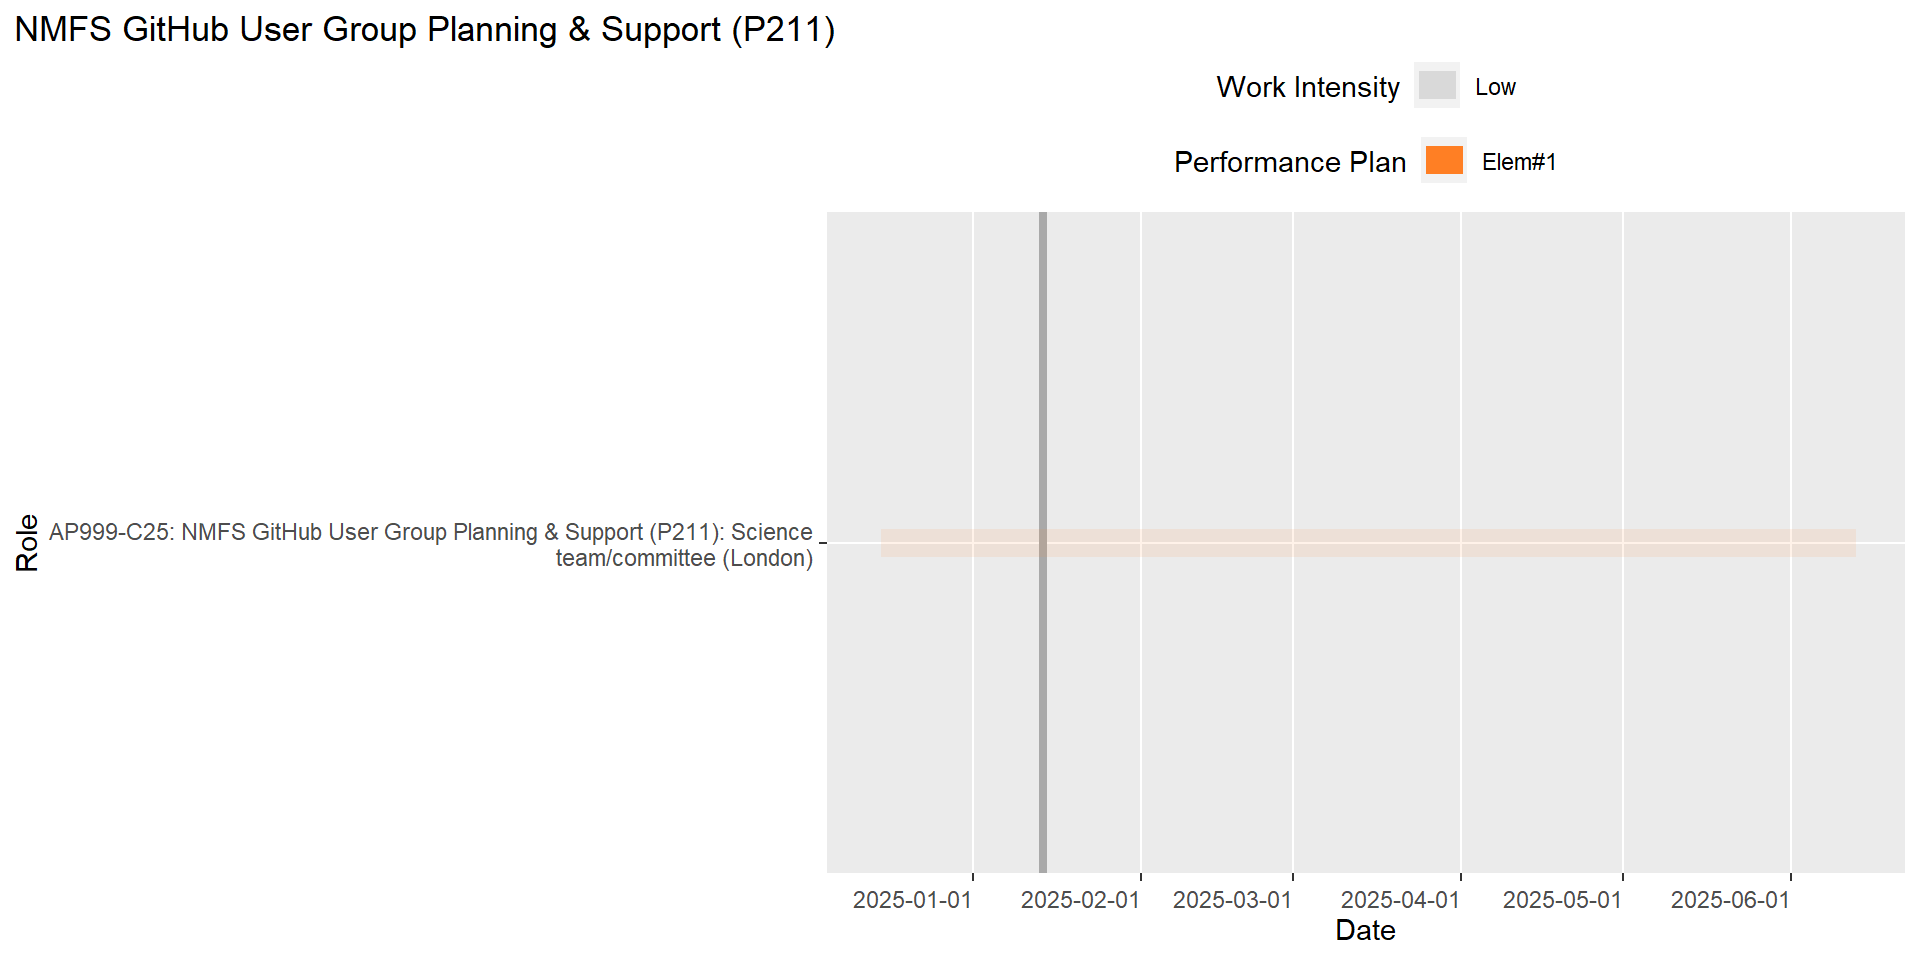 NMFS GitHub User Group Planning & Support (P211)
Work Intensity Low
Performance Plan Elem#1
Role
AP999-C25: NMFS GitHub User Group Planning & Support (P211): Science
team/committee (London)
2025-01-01 2025-02-01 2025-03-01 2025-04-01 2025-05-01 2025-06-01
Date